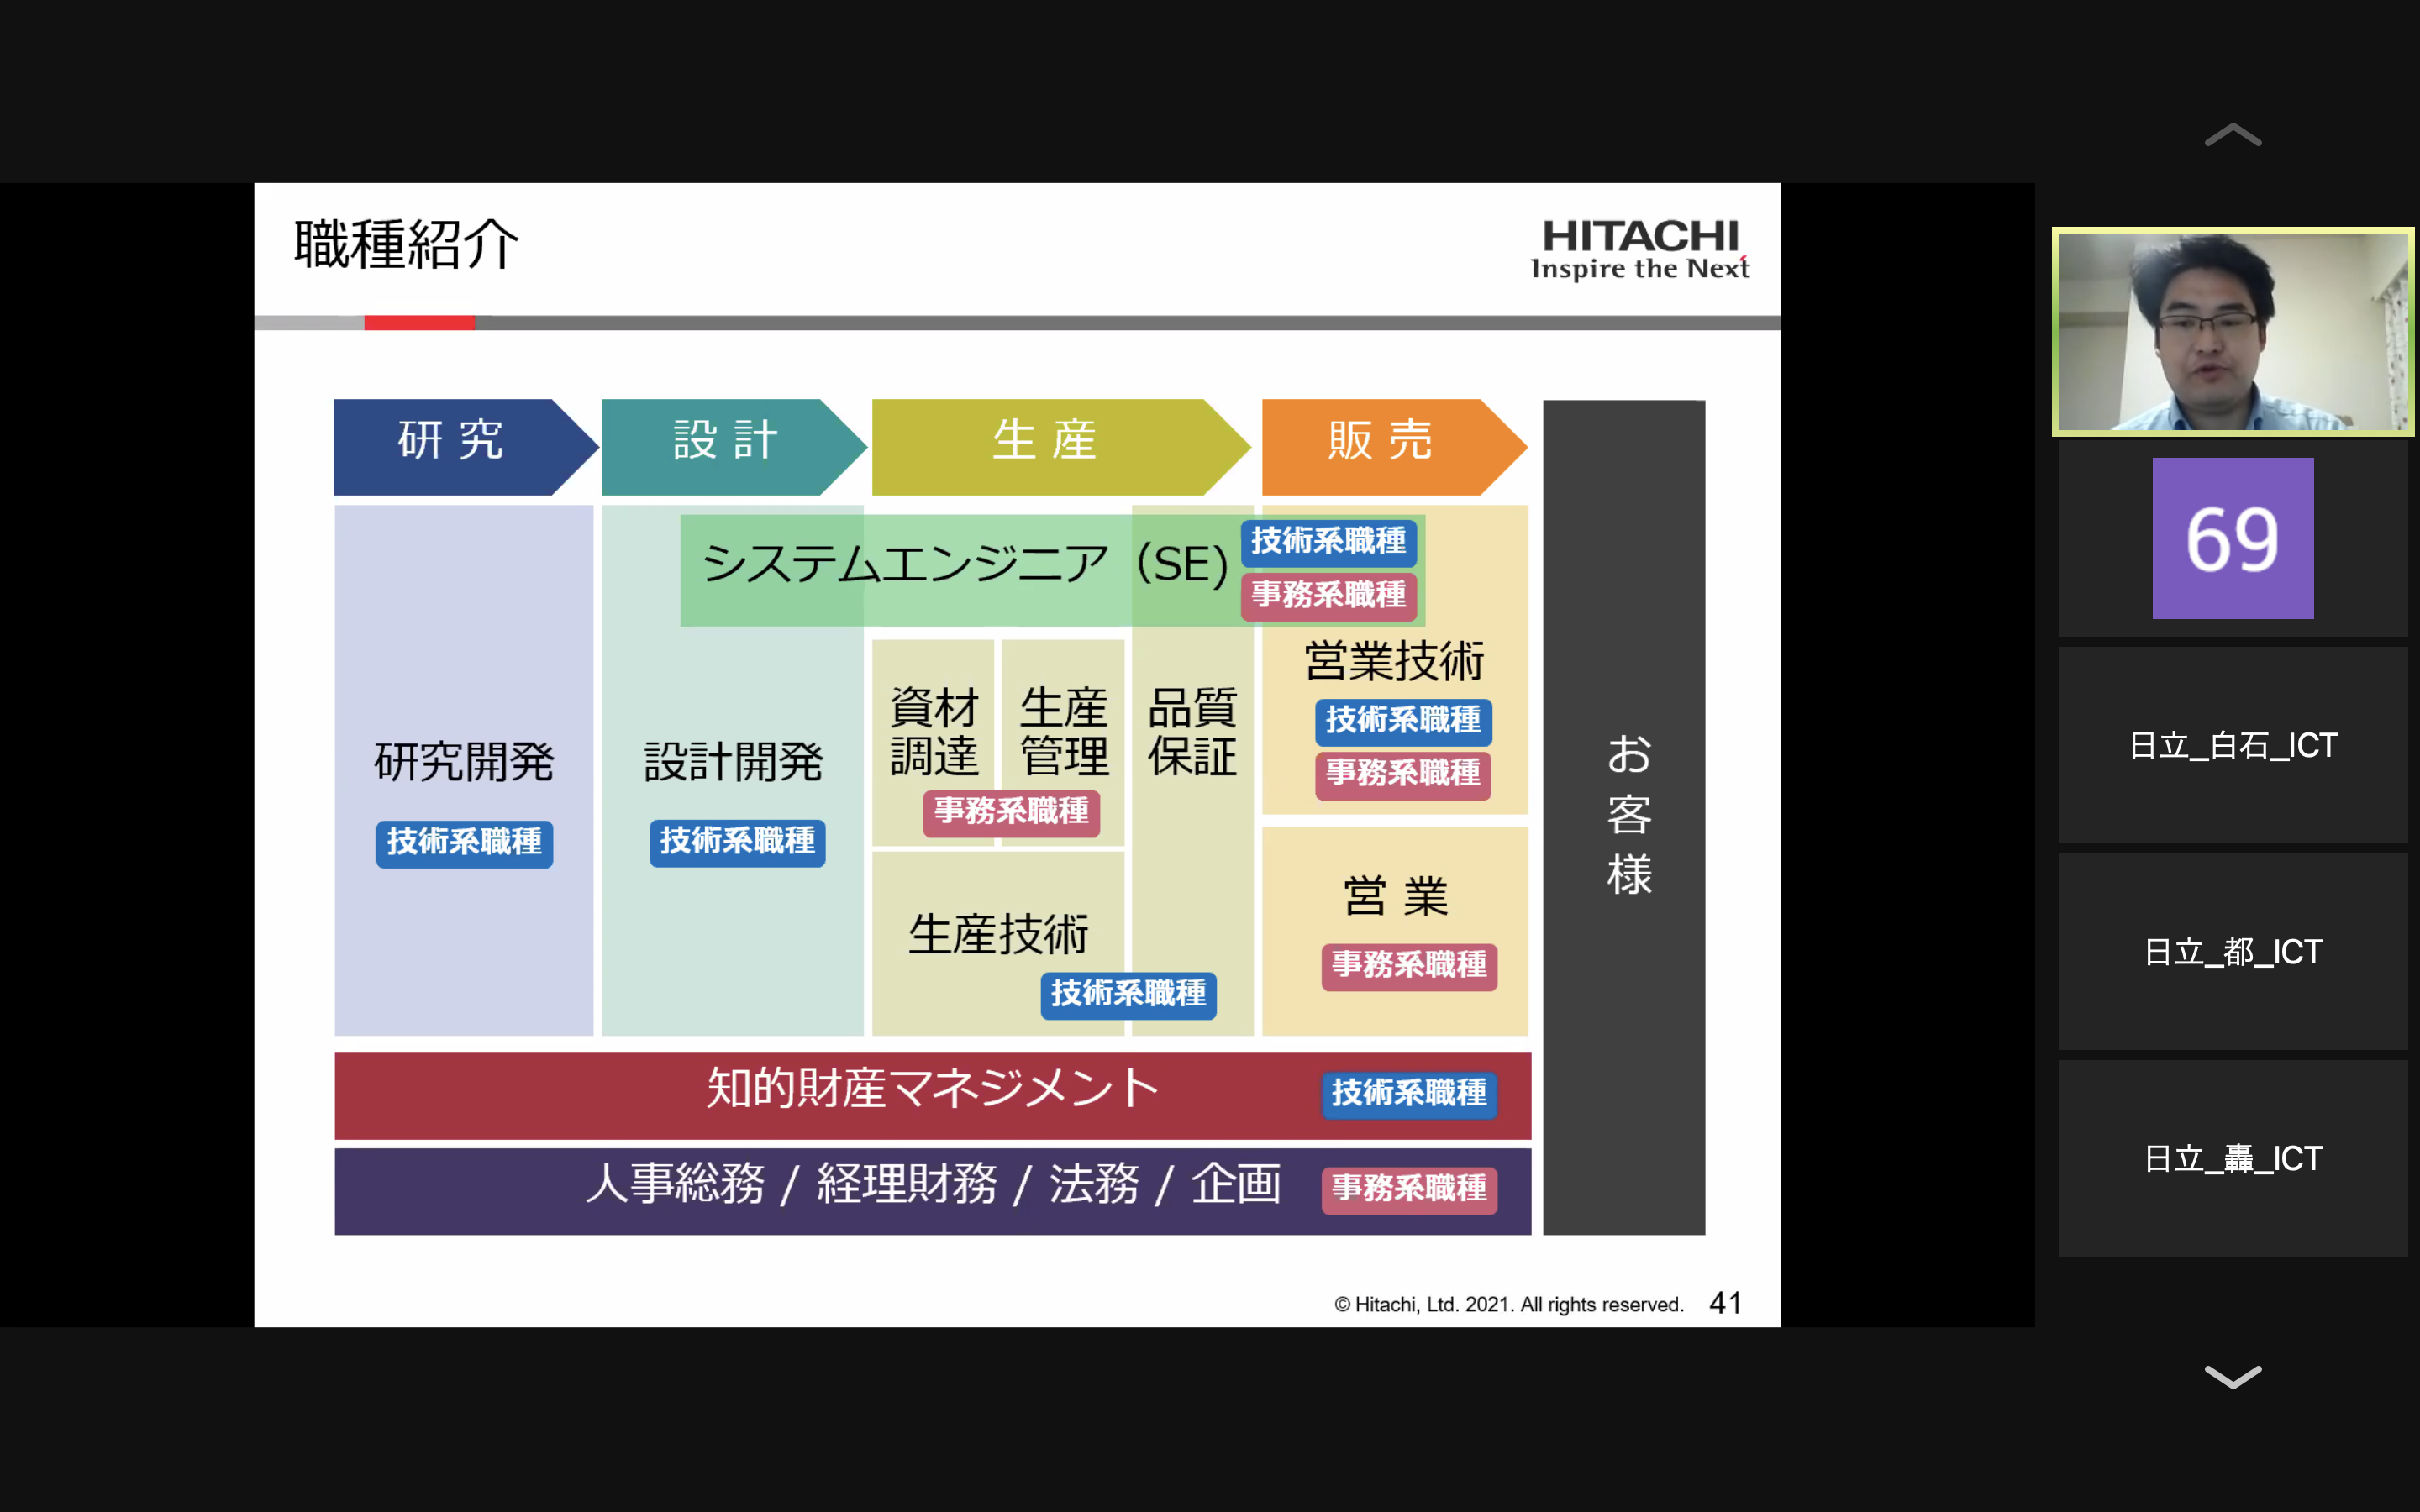 職種紹介
HITACHI
Inspire the Next
研 究
設 計
生 産
販 売
システムエンジニア（SE）
技術系職種
事務系職種
研究開発
技術系職種
設計開発
技術系職種
資材
調達
生産
管理
事務系職種
品質
保証
生産技術
技術系職種
営業技術
技術系職種
事務系職種
営 業
事務系職種
お客様
知的財産マネジメント
技術系職種
人事総務 / 経理財務 / 法務 / 企画
事務系職種
© Hitachi, Ltd. 2021. All rights reserved.
41
69
日立_白石_ICT
日立_都_ICT
日立_轟_ICT